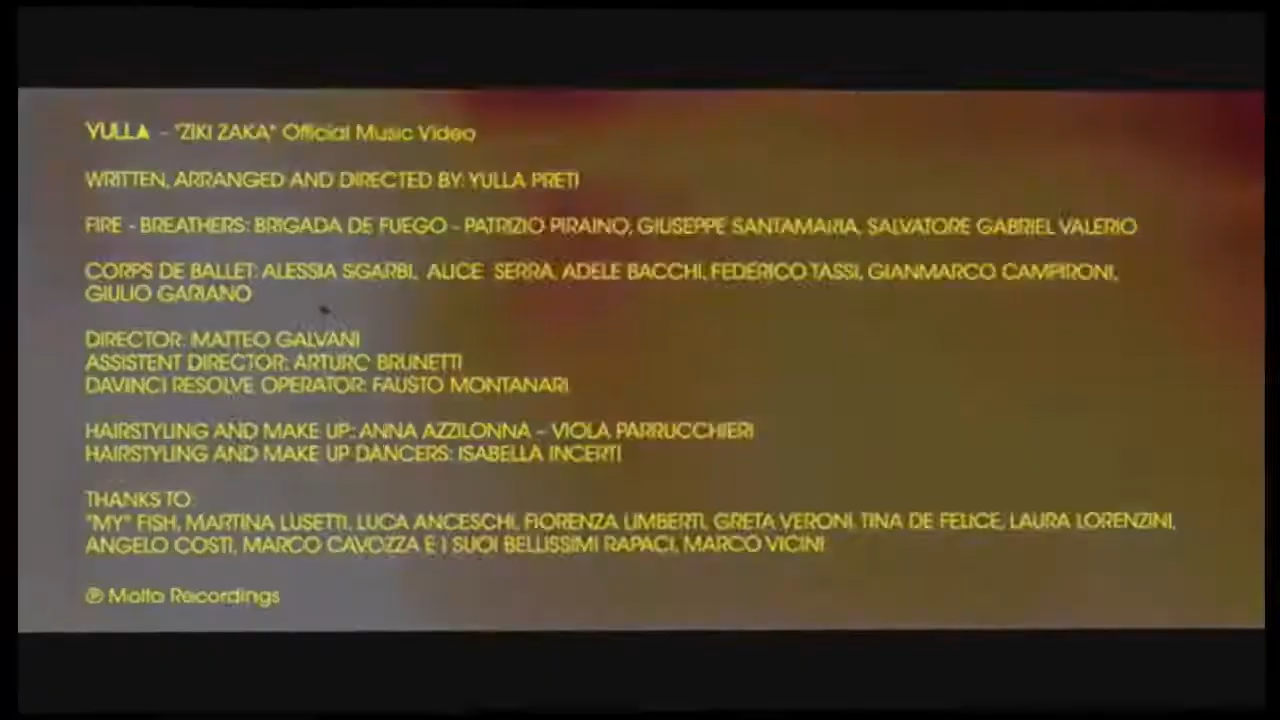 YULLA - "ZIKI ZAKA" Official Music Video
WRITTEN, ARRANGED AND DIRECTED BY: YULLA PRETI
FIRE - BREATHERS: BRIGADA DE FUEGO - PATRIZIO PIRAINO, GIUSEPPE SANTAMARIA, SALVATORE GABRIEL VALERIO
CORPS DE BALLET: ALESSIA SGARBI, ALICE SERRA, ADELE BACCHI, FEDERICO TASSI, GIANMARCO CAMPIRONI,
GIULIO GARIANO
DIRECTOR: MATTEO GALVANI
ASSISTENT DIRECTOR: ARTURO BRUNETTI
DAVINCI RESOLVE OPERATOR: FAUSTO MONTANARI
HAIRSTYLING AND MAKE UP: ANNA AZZILONNA - VIOLA PARRUCCHIERI
HAIRSTYLING AND MAKE UP DANCERS: ISABELLA INCERTI
THANKS TO:
"MY" FISH, MARTINA LUSETTI, LUCA ANCESCHI, FIORENZA LIMBERTI, GRETA VERONI, TINA DE FELICE, LAURA LORENZINI,
ANGELO COSTI, MARCO CAVOZZA E I SUOI BELLISSIMI RAPACI, MARCO VICINI
℗ Molto Recordings